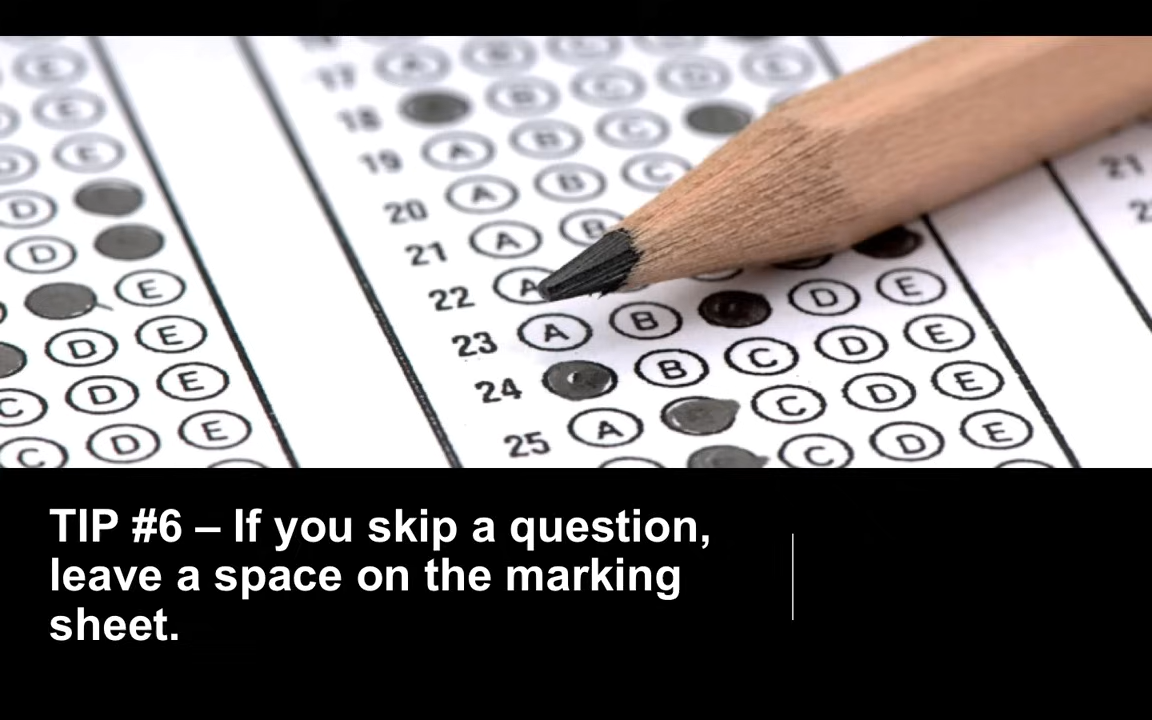 E
E
D E
D
D
E
D E
C D E
C D E
17 A B C D E
18 B C D E
19 A B C
20 A B C
21 A B
22 A
23 A B D E
24 B C D E
25 A C D E
C D E
21
TIP #6 – If you skip a question,
leave a space on the marking
sheet.